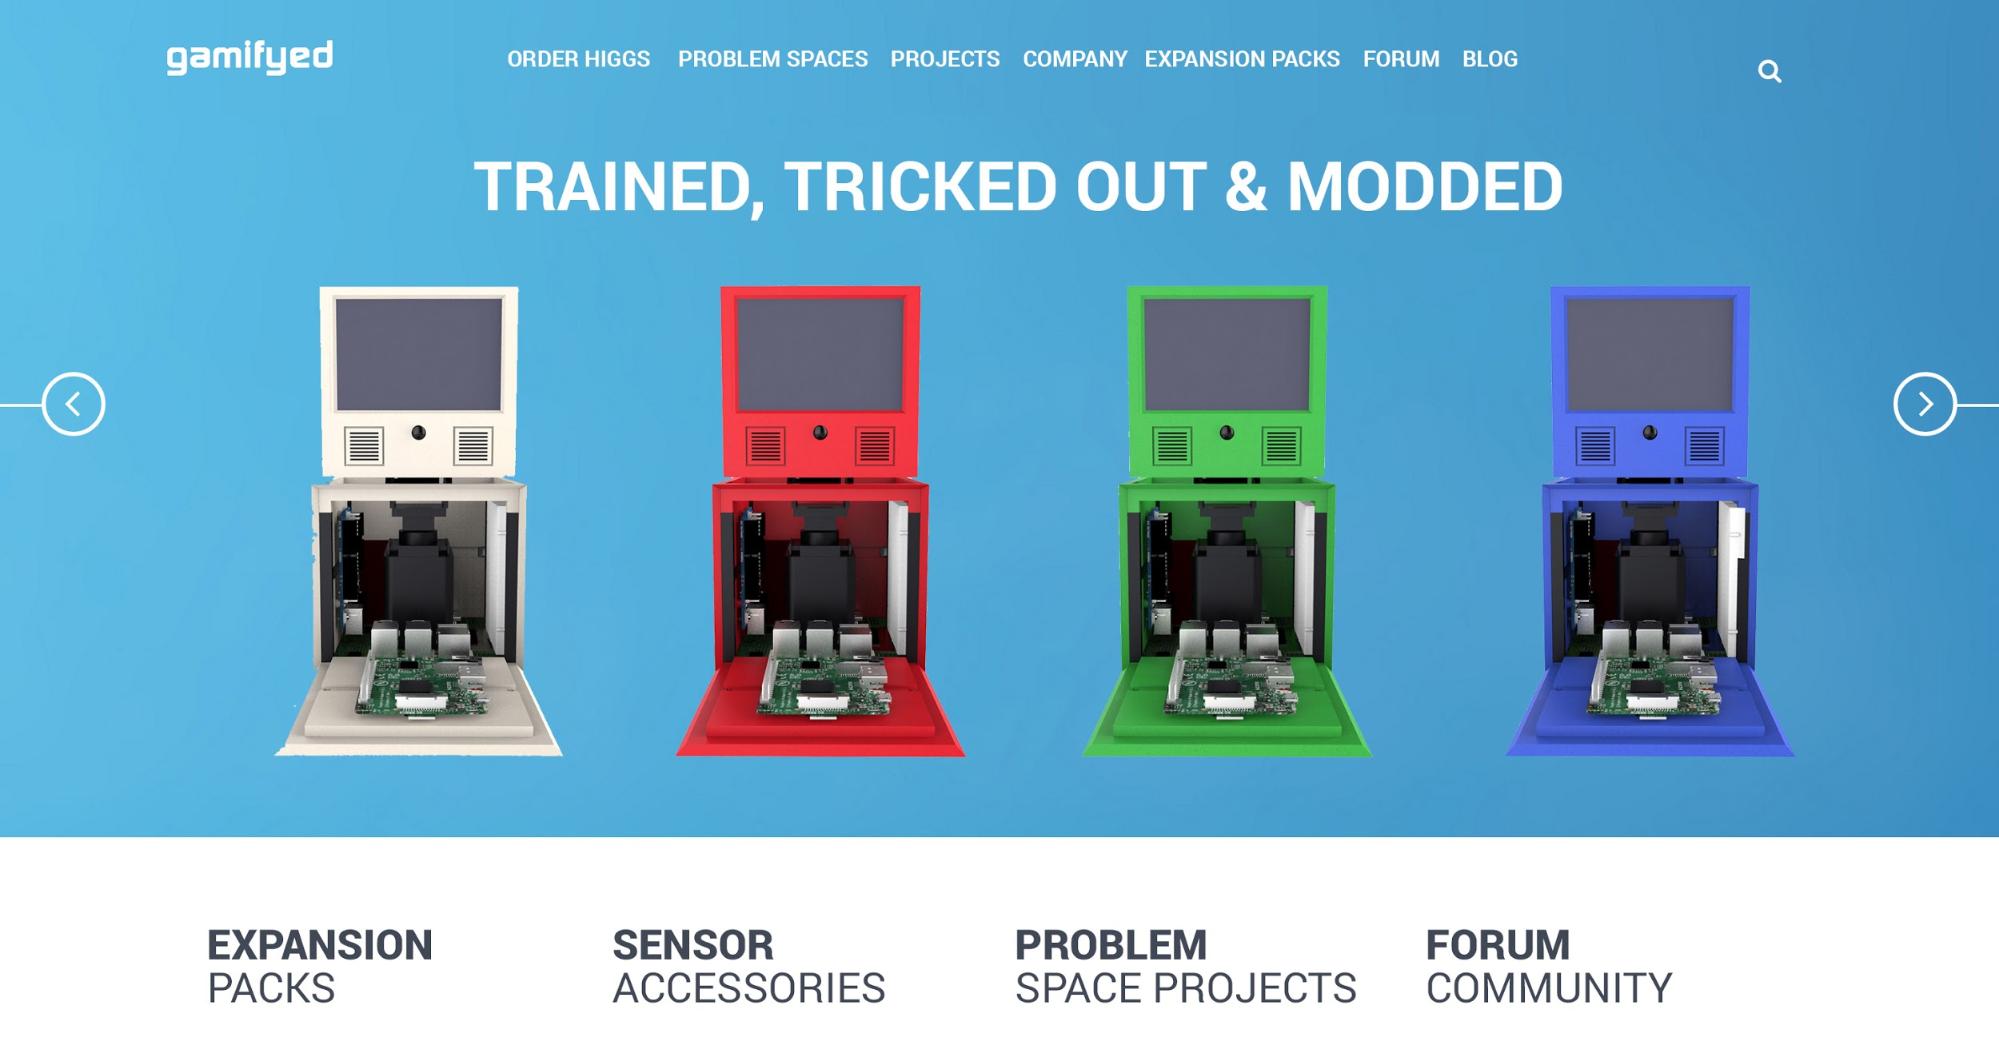 gamifyed
ORDER HIGGS PROBLEM SPACES PROJECTS COMPANY EXPANSION PACKS FORUM BLOG
TRAINED, TRICKED OUT & MODDED
EXPANSION
PACKS
SENSOR
ACCESSORIES
PROBLEM
SPACE PROJECTS
FORUM
COMMUNITY